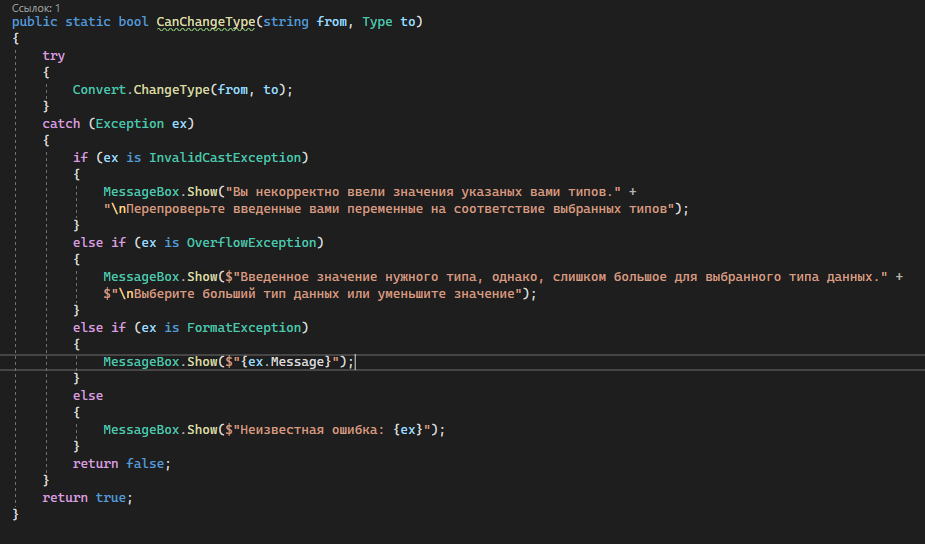 Ссылок: 1
public static bool CanChangeType(string from, Type to)
{
try
{
Convert.ChangeType(from, to);
}
catch (Exception ex)
{
if (ex is InvalidCastException)
{
MessageBox.Show("Вы некорректно ввели значения указаных вами типов." +
"\nПерепроверьте введенные вами переменные на соответствие выбранных типов");
}
else if (ex is OverflowException)
{
MessageBox.Show($"Введенное значение нужного типа, однако, слишком большое для выбранного типа данных." +
$"\nВыберите больший тип данных или уменьшите значение");
}
else if (ex is FormatException)
{
MessageBox.Show($"{ex.Message}");
}
else
{
MessageBox.Show($"Неизвестная ошибка: {ex}");
}
return false;
}
return true;
}